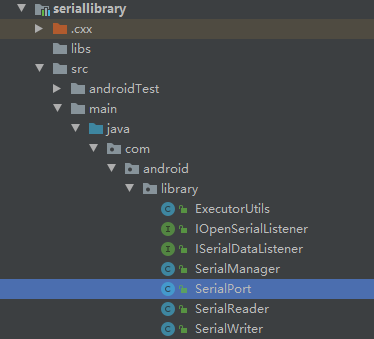 seriallibrary
.cxx
libs
src
androidTest
main
java
com
android
library
ExecutorUtils
IOpenSerialListener
ISerialDataListener
SerialManager
SerialPort
SerialReader
SerialWriter